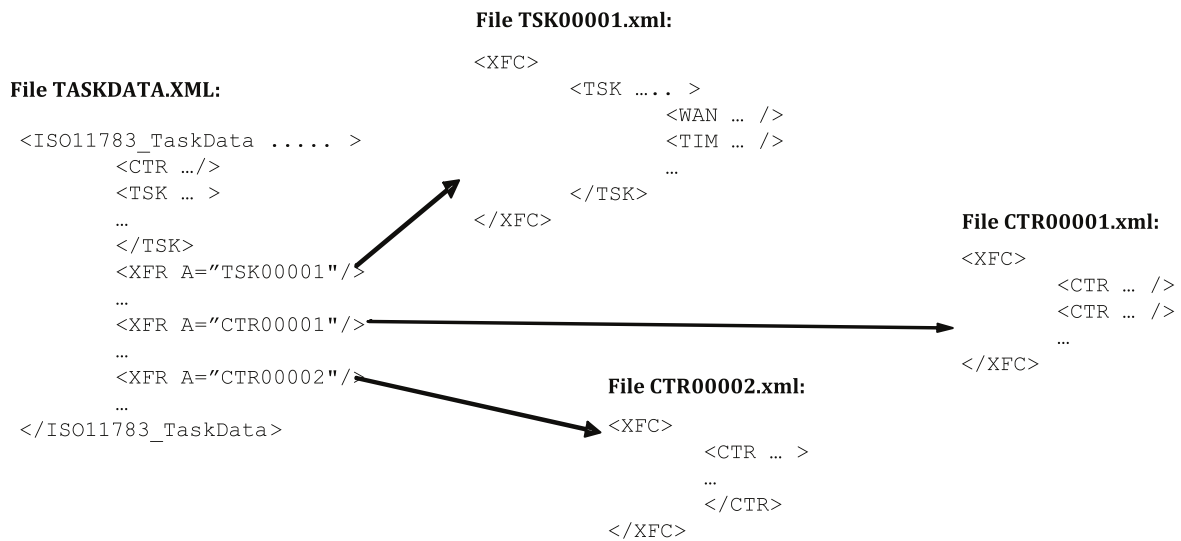 File TASKDATA.XML:
<ISO11783_TaskData ..... >
<CTR …/>
<TSK … >
…
</TSK>
<XFR A=”TSK00001"/>
…
<XFR A=”CTR00001"/>
…
<XFR A=”CTR00002"/>
…
</ISO11783_TaskData>
File TSK00001.xml:
<XFC>
<TSK ….. >
<WAN … />
<TIM … />
…
</TSK>
</XFC>
File CTR00001.xml:
<XFC>
<CTR … />
<CTR … />
…
</XFC>
File CTR00002.xml:
<XFC>
<CTR … >
…
</CTR>
</XFC>